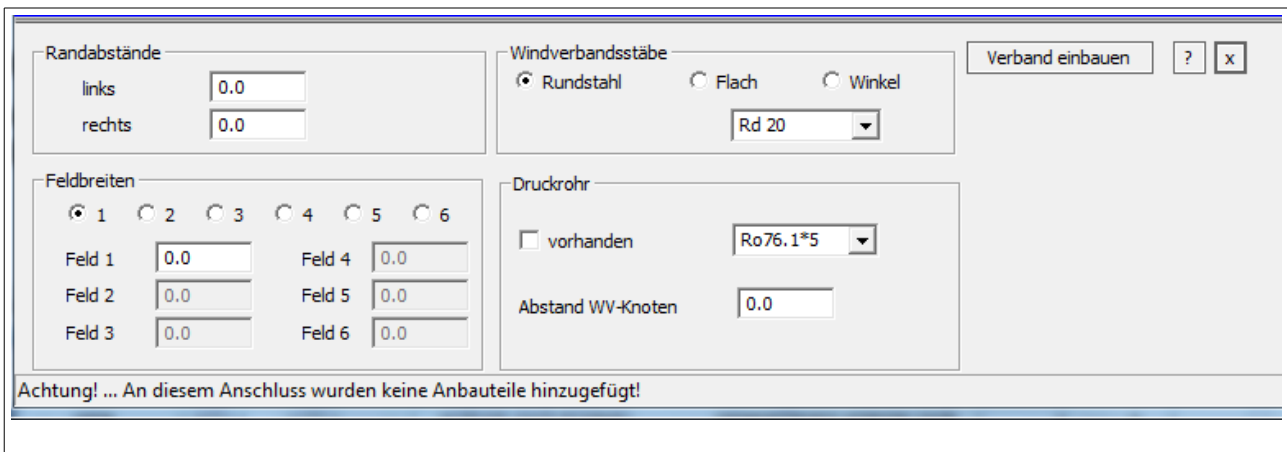 Randabstände
links 0.0
rechts 0.0
Windverbandsstäbe
Rundstahl Flach Winkel
Rd 20
Verband einbauen ? x
Feldbreiten
1 2 3 4 5 6
Feld 1 0.0 Feld 4 0.0
Feld 2 0.0 Feld 5 0.0
Feld 3 0.0 Feld 6 0.0
Druckrohr
vorhanden Ro76.1*5
Abstand WV-Knoten 0.0
Achtung! ... An diesem Anschluss wurden keine Anbauteile hinzugefügt!